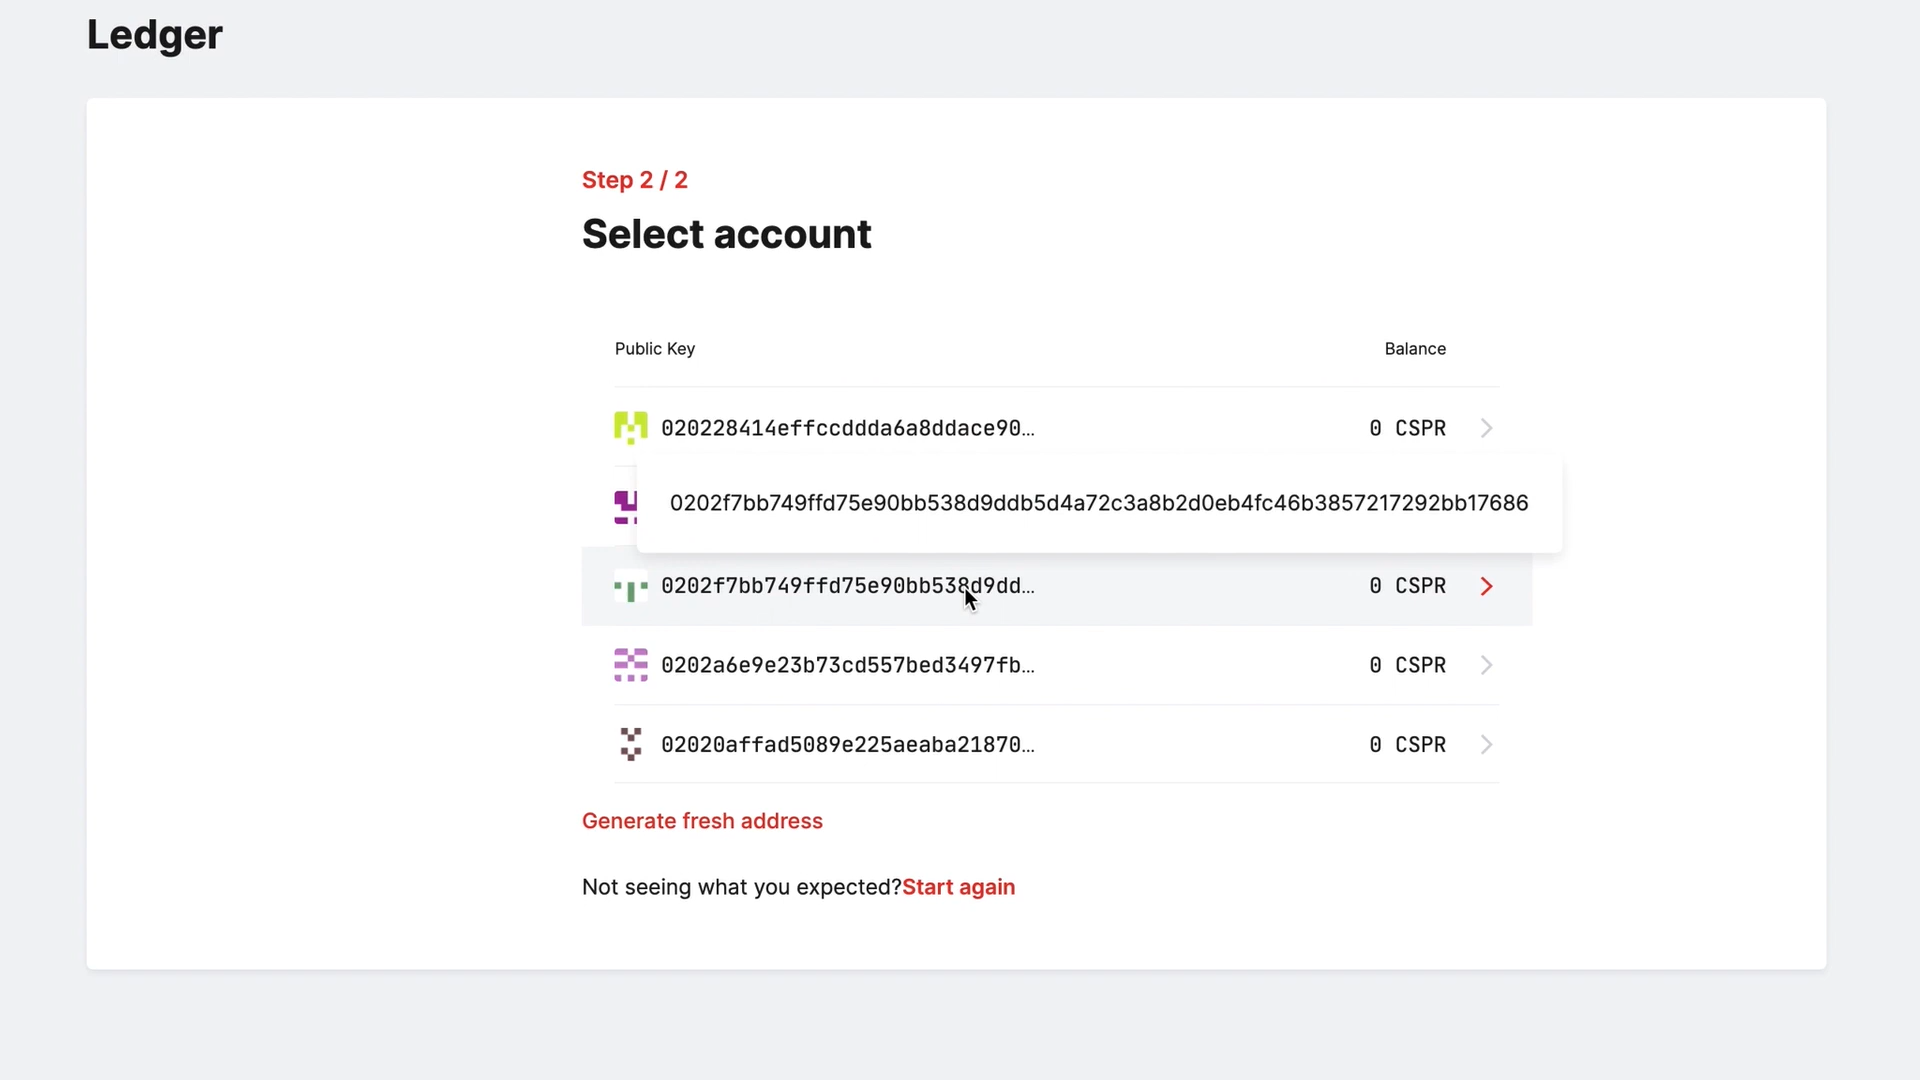 Ledger
Step 2 / 2
Select account
Public Key Balance
020228414effccddda6a8ddace90... 0 CSPR >
0202f7bb749ffd75e90bb538d9ddb5d4a72c3a8b2d0eb4fc46b3857217292bb17686
0202f7bb749ffd75e90bb538d9dd... 0 CSPR >
0202a6e9e23b73cd557bed3497fb... 0 CSPR >
02020affad5089e225aeaba21870... 0 CSPR >
Generate fresh address
Not seeing what you expected?Start again